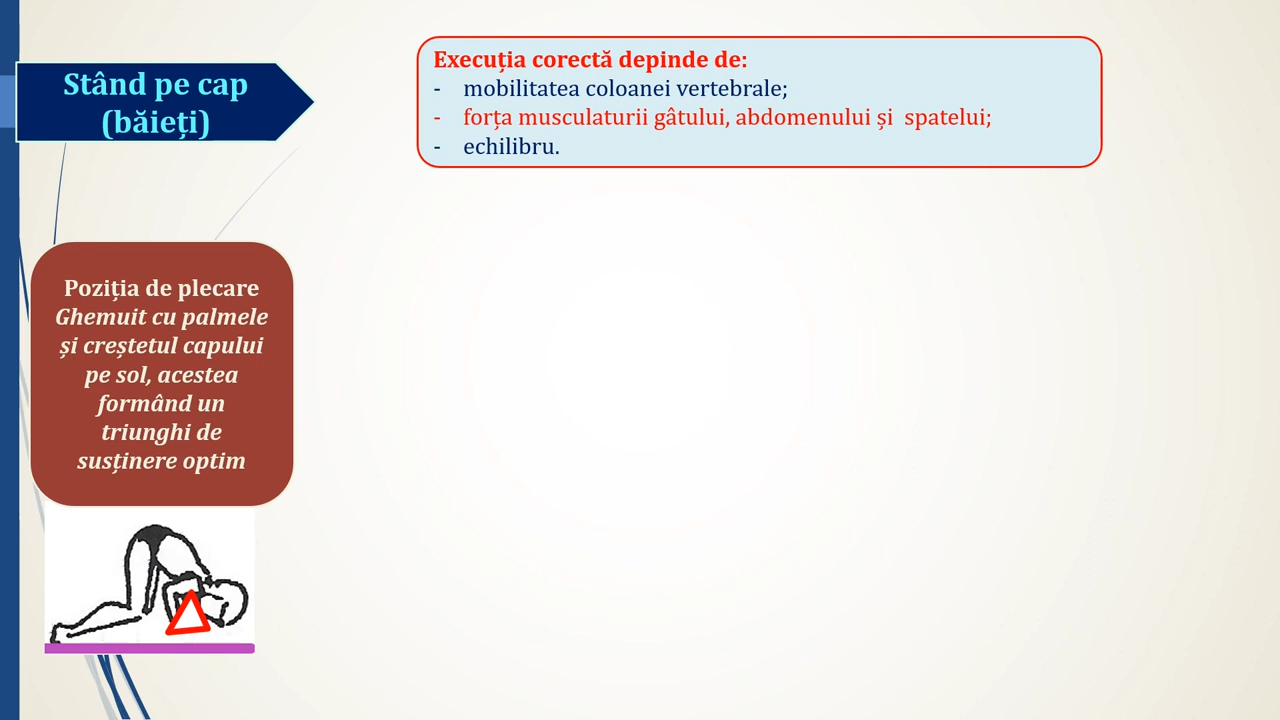 Stând pe cap
(băieți)
Execuția corectă depinde de:
- mobilitatea coloanei vertebrale;
- forța musculaturii gâtului, abdomenului și  spatelui;
- echilibru.
Poziția de plecare
Ghemuit cu palmele
și creștetul capului
pe sol, acestea
formând un
triunghi de
susținere optim